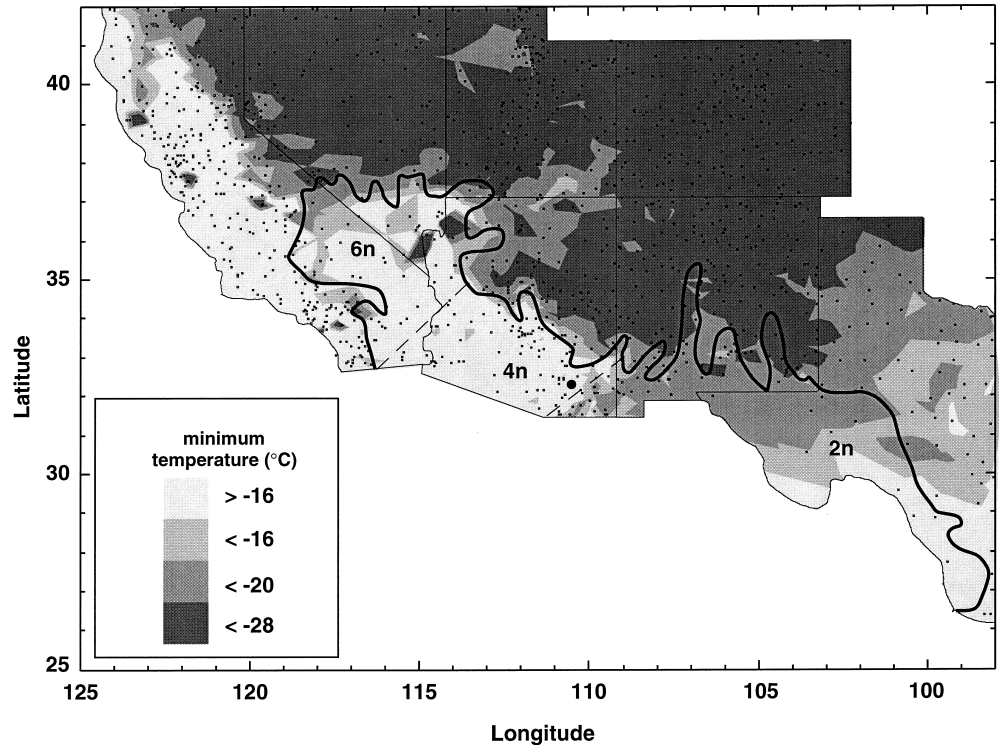 40
35
30
25
Latitude
6n
4n
2n
minimum
temperature (°C)
> -16
< -16
< -20
< -28
125
120
115
110
105
100
Longitude